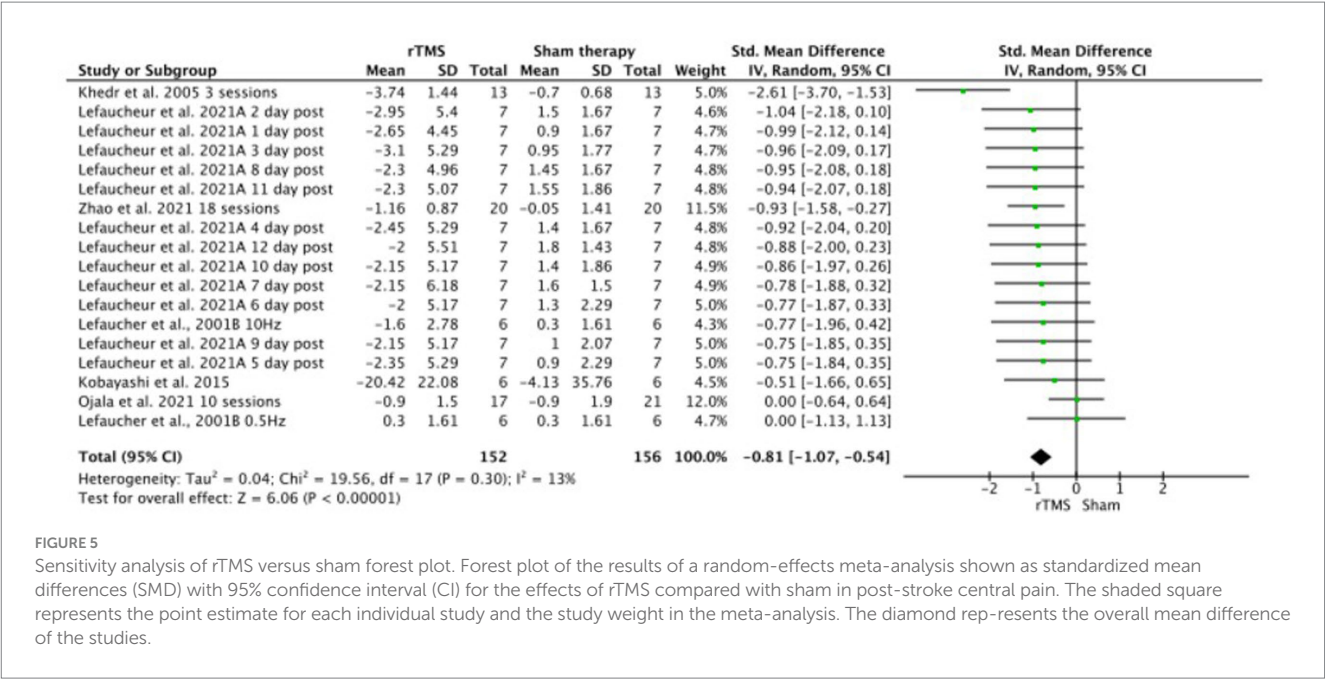 rTMS Sham therapy Std. Mean Difference Std. Mean Difference
Study or Subgroup Mean SD Total Mean SD Total Weight IV, Random, 95% CI IV, Random, 95% CI
Khedr et al. 2005 3 sessions −3.74 1.44 13 −0.7 0.68 13 5.0% −2.61 [−3.70, −1.53]
Lefaucheur et al. 2021A 2 day post −2.95 5.4 7 1.5 1.67 7 4.6% −1.04 [−2.18, 0.10]
Lefaucheur et al. 2021A 1 day post −2.65 4.45 7 0.9 1.67 7 4.7% −0.99 [−2.12, 0.14]
Lefaucheur et al. 2021A 3 day post −3.1 5.29 7 0.95 1.77 7 4.7% −0.96 [−2.09, 0.17]
Lefaucheur et al. 2021A 8 day post −2.3 4.96 7 1.45 1.67 7 4.8% −0.95 [−2.08, 0.18]
Lefaucheur et al. 2021A 11 day post −2.3 5.07 7 1.55 1.86 7 4.8% −0.94 [−2.07, 0.18]
Zhao et al. 2021 18 sessions −1.16 0.87 20 −0.05 1.41 20 11.5% −0.93 [−1.58, −0.27]
Lefaucheur et al. 2021A 4 day post −2.45 5.29 7 1.4 1.67 7 4.8% −0.92 [−2.04, 0.20]
Lefaucheur et al. 2021A 12 day post −2 5.51 7 1.8 1.43 7 4.8% −0.88 [−2.00, 0.23]
Lefaucheur et al. 2021A 10 day post −2.15 5.17 7 1.4 1.86 7 4.9% −0.86 [−1.97, 0.26]
Lefaucheur et al. 2021A 7 day post −2.15 6.18 7 1.6 1.5 7 4.9% −0.78 [−1.88, 0.32]
Lefaucheur et al. 2021A 6 day post −2 5.17 7 1.3 2.29 7 5.0% −0.77 [−1.87, 0.33]
Lefaucher et al., 2001B 10Hz −1.6 2.78 6 0.3 1.61 6 4.3% −0.77 [−1.96, 0.42]
Lefaucheur et al. 2021A 9 day post −2.15 5.17 7 1 2.07 7 5.0% −0.75 [−1.85, 0.35]
Lefaucheur et al. 2021A 5 day post −2.35 5.29 7 0.9 2.29 7 5.0% −0.75 [−1.84, 0.35]
Kobayashi et al. 2015 −20.42 22.08 6 −4.13 35.76 6 4.5% −0.51 [−1.66, 0.65]
Ojala et al. 2021 10 sessions −0.9 1.5 17 −0.9 1.9 21 12.0% 0.00 [−0.64, 0.64]
Lefaucher et al., 2001B 0.5Hz 0.3 1.61 6 0.3 1.61 6 4.7% 0.00 [−1.13, 1.13]
Total (95% CI) 152 156 100.0% −0.81 [−1.07, −0.54]
Heterogeneity: Tau² = 0.04; Chi² = 19.56, df = 17 (P = 0.30); I² = 13%
Test for overall effect: Z = 6.06 (P < 0.00001)
−2 −1 0 1 2
rTMS Sham
FIGURE 5
Sensitivity analysis of rTMS versus sham forest plot. Forest plot of the results of a random-effects meta-analysis shown as standardized mean
differences (SMD) with 95% confidence interval (CI) for the effects of rTMS compared with sham in post-stroke central pain. The shaded square
represents the point estimate for each individual study and the study weight in the meta-analysis. The diamond rep-resents the overall mean difference
of the studies.